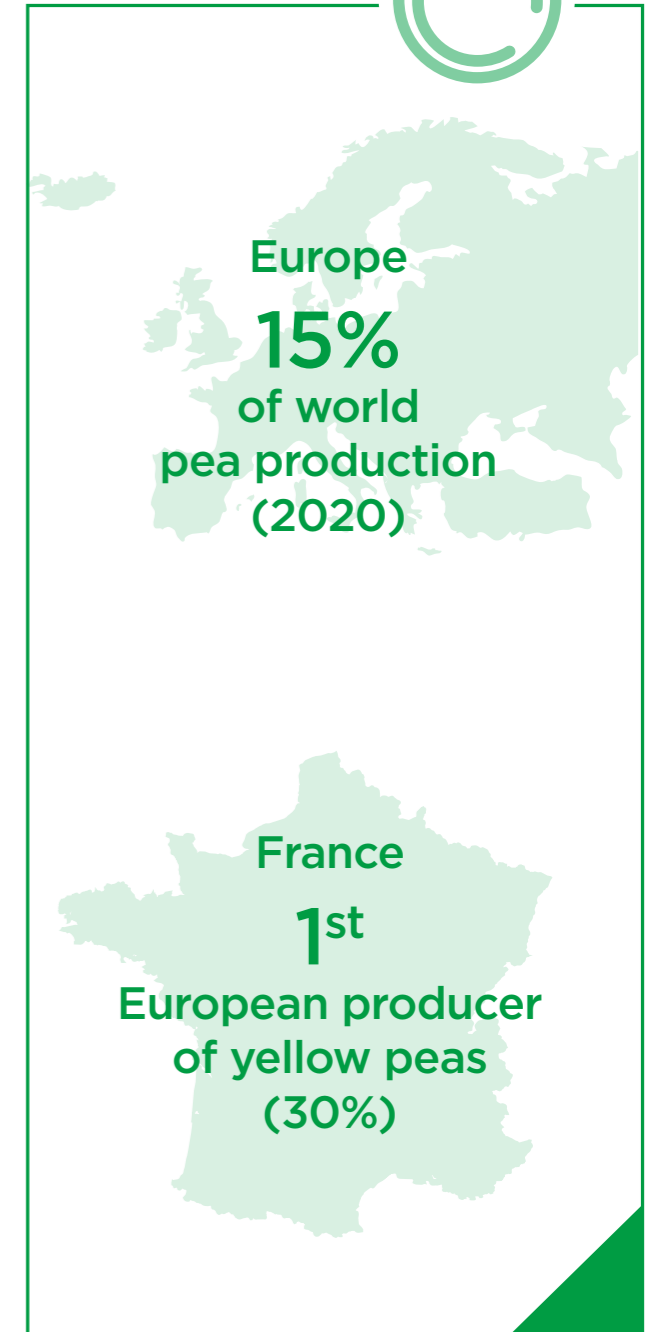 Europe
15%
of world
pea production
(2020)
France
1st
European producer
of yellow peas
(30%)